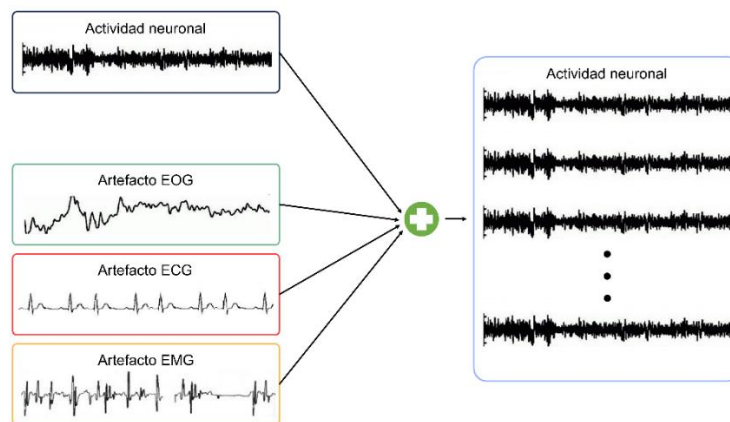 Actividad neuronal
Artefacto EOG
Artefacto ECG
Artefacto EMG
Actividad neuronal